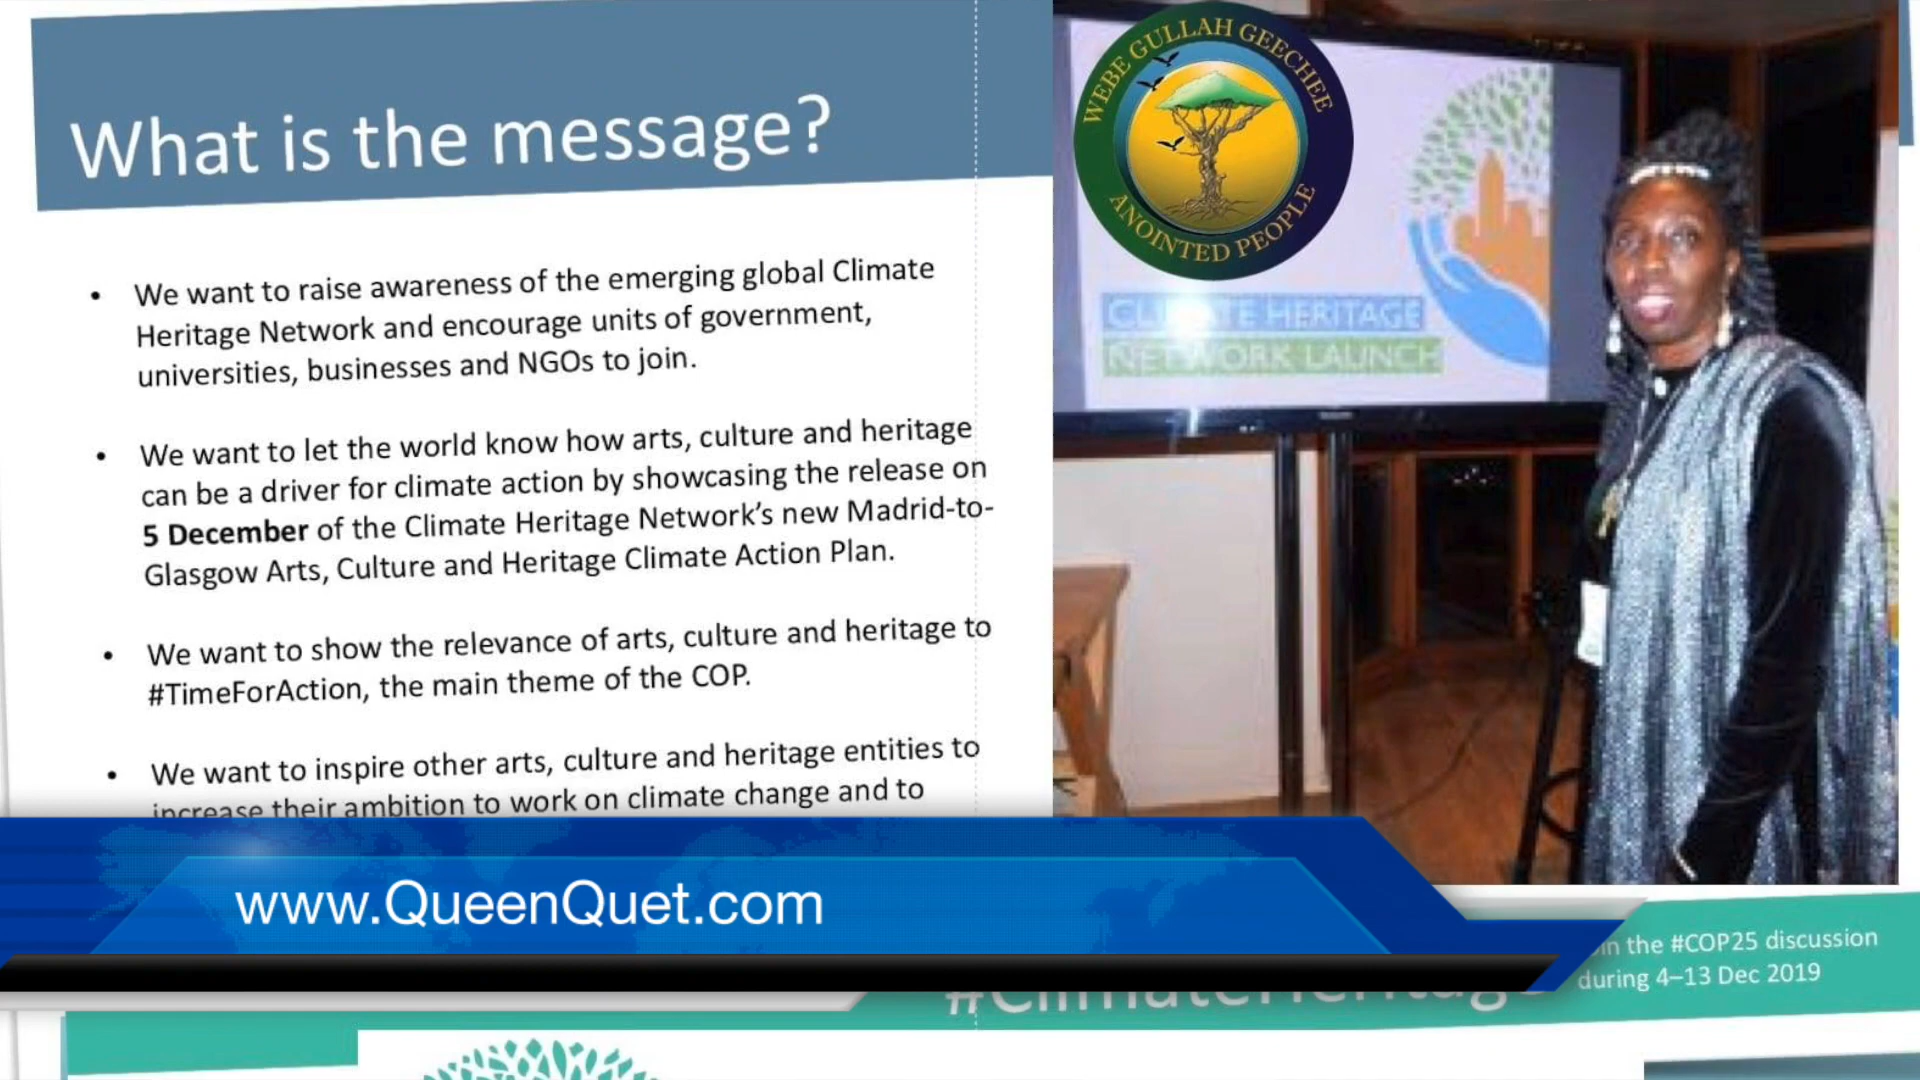 What is the message?
• We want to raise awareness of the emerging global Climate
Heritage Network and encourage units of government,
universities, businesses and NGOs to join.
• We want to let the world know how arts, culture and heritage
can be a driver for climate action by showcasing the release on
5 December of the Climate Heritage Network's new Madrid-to-
Glasgow Arts, Culture and Heritage Climate Action Plan.
• We want to show the relevance of arts, culture and heritage to
#TimeForAction, the main theme of the COP.
• We want to inspire other arts, culture and heritage entities to
increase their ambition to work on climate change and to
WEBE GULLAH GEECHEE
ANOINTED PEOPLE
CLIMATE HERITAGE
NETWORK LAUNCH
www.QueenQuet.com
in the #COP25 discussion
during 4–13 Dec 2019
#ClimateHeritage